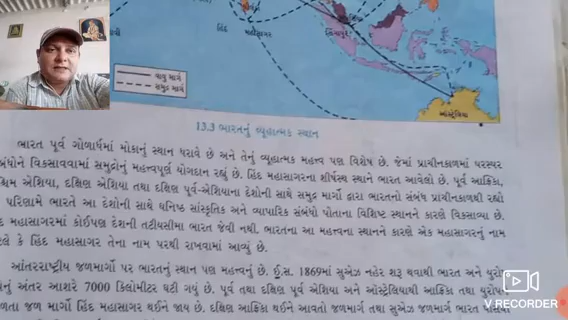 હિંદ મહાસાગર
ઑસ્ટ્રેલિયા
વાયુ માર્ગ
સમુદ્ર માર્ગ
13.3 ભારતનું વ્યૂહાત્મક સ્થાન
ભારત પૂર્વ ગોળાર્ધમાં મોકાનું સ્થાન ધરાવે છે અને તેનું વ્યૂહાત્મક મહત્ત્વ પણ વિશેષ છે. જેમાં પ્રાચીનકાળમાં પરસ્પર
બંધોને વિકસાવવામાં સમુદ્રોનું મહત્ત્વપૂર્ણ યોગદાન રહ્યું છે. હિંદ મહાસાગરના શીર્ષસ્થ સ્થાને ભારત આવેલો છે. પૂર્વ આફ્રિકા,
શ્ચિમ એશિયા, દક્ષિણ એશિયા તથા દક્ષિણ પૂર્વ-એશિયાના દેશોની સાથે સમુદ્ર માર્ગો દ્વારા ભારતનો સંબંધ પ્રાચીનકાળથી રહ્યો
પરિણામે ભારતે આ દેશોની સાથે ઘનિષ્ઠ સાંસ્કૃતિક અને વ્યાપારિક સંબંધો પોતાના વિશિષ્ટ સ્થાનને કારણે વિકસાવ્યા છે.
મહાસાગરમાં કોઈપણ દેશની તટીયસીમા ભારત જેવી નથી. ભારતના આ મહત્ત્વના સ્થાનને કારણે એક મહાસાગરનું નામ
લે કે હિંદ મહાસાગર તેના નામ પરથી રાખવામાં આવ્યું છે.
આંતરરાષ્ટ્રીય જળમાર્ગો પર ભારતનું સ્થાન પણ મહત્ત્વનું છે. ઈ.સ. 1869માં સુએઝ નહેર શરૂ થવાથી ભારત અને યુરો
નું અંતર આશરે 7000 કિલોમીટર ઘટી ગયું છે. પૂર્વ તથા દક્ષિણ પૂર્વ એશિયા અને ઑસ્ટ્રેલિયાથી આફ્રિકા તથા યુરોપ
ળતા જળ માર્ગો હિંદ મહાસાગર થઈને જાય છે. દક્ષિણ આફ્રિકા થઈને આવતો જળમાર્ગ તથા સુએઝ જળમાર્ગ ભારત
V RECORDER